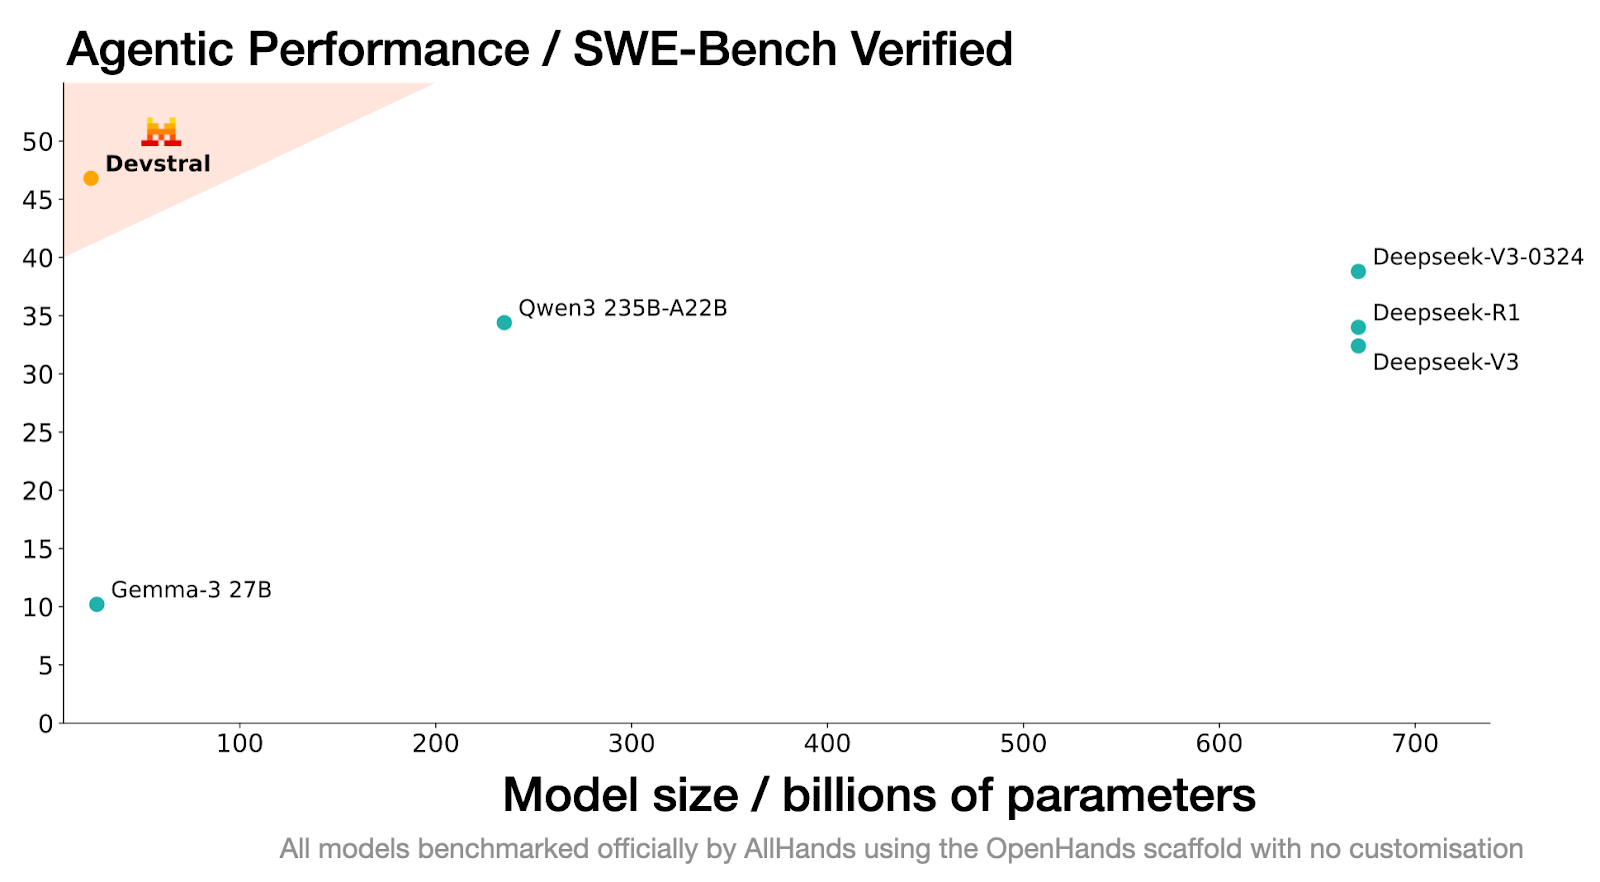 Agentic Performance / SWE-Bench Verified
50
Devstral
45
40
Deepseek-V3-0324
35
Qwen3 235B-A22B
Deepseek-R1
30
Deepseek-V3
25
20
15
Gemma-3 27B
10
5
0
100 200 300 400 500 600 700
Model size / billions of parameters
All models benchmarked officially by AllHands using the OpenHands scaffold with no customisation